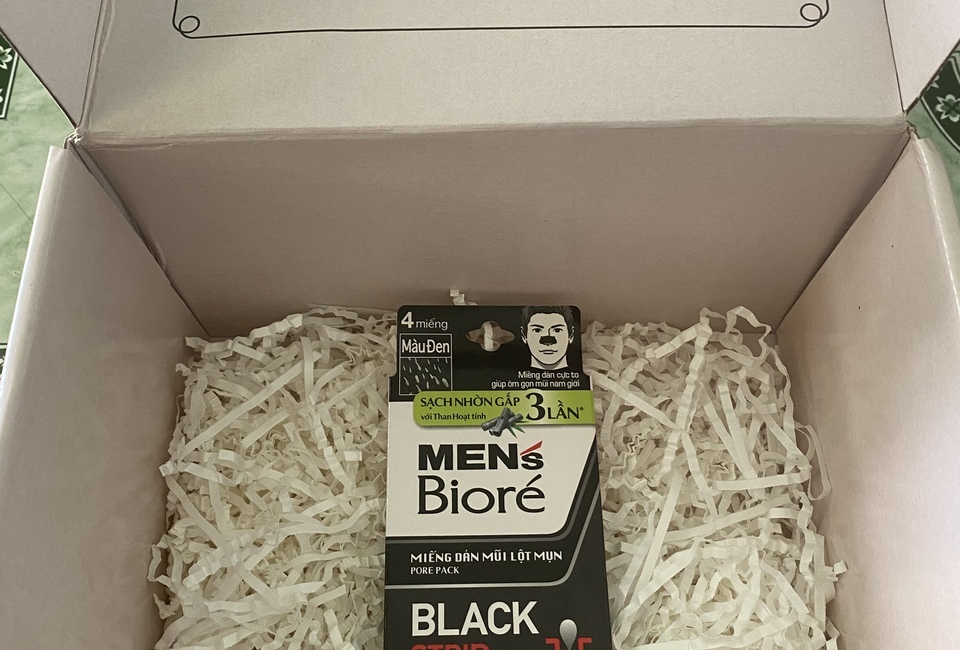 4 miếng
Màu Đen
Miếng dán cực to
giúp ôm gọn mũi nam giới
SẠCH NHỜN GẤP 3 LẦN*
với Than Hoạt tính
MEN's
Bioré
MIẾNG DÁN MŨI LỘT MỤN
PORE PACK
BLACK
STRIP